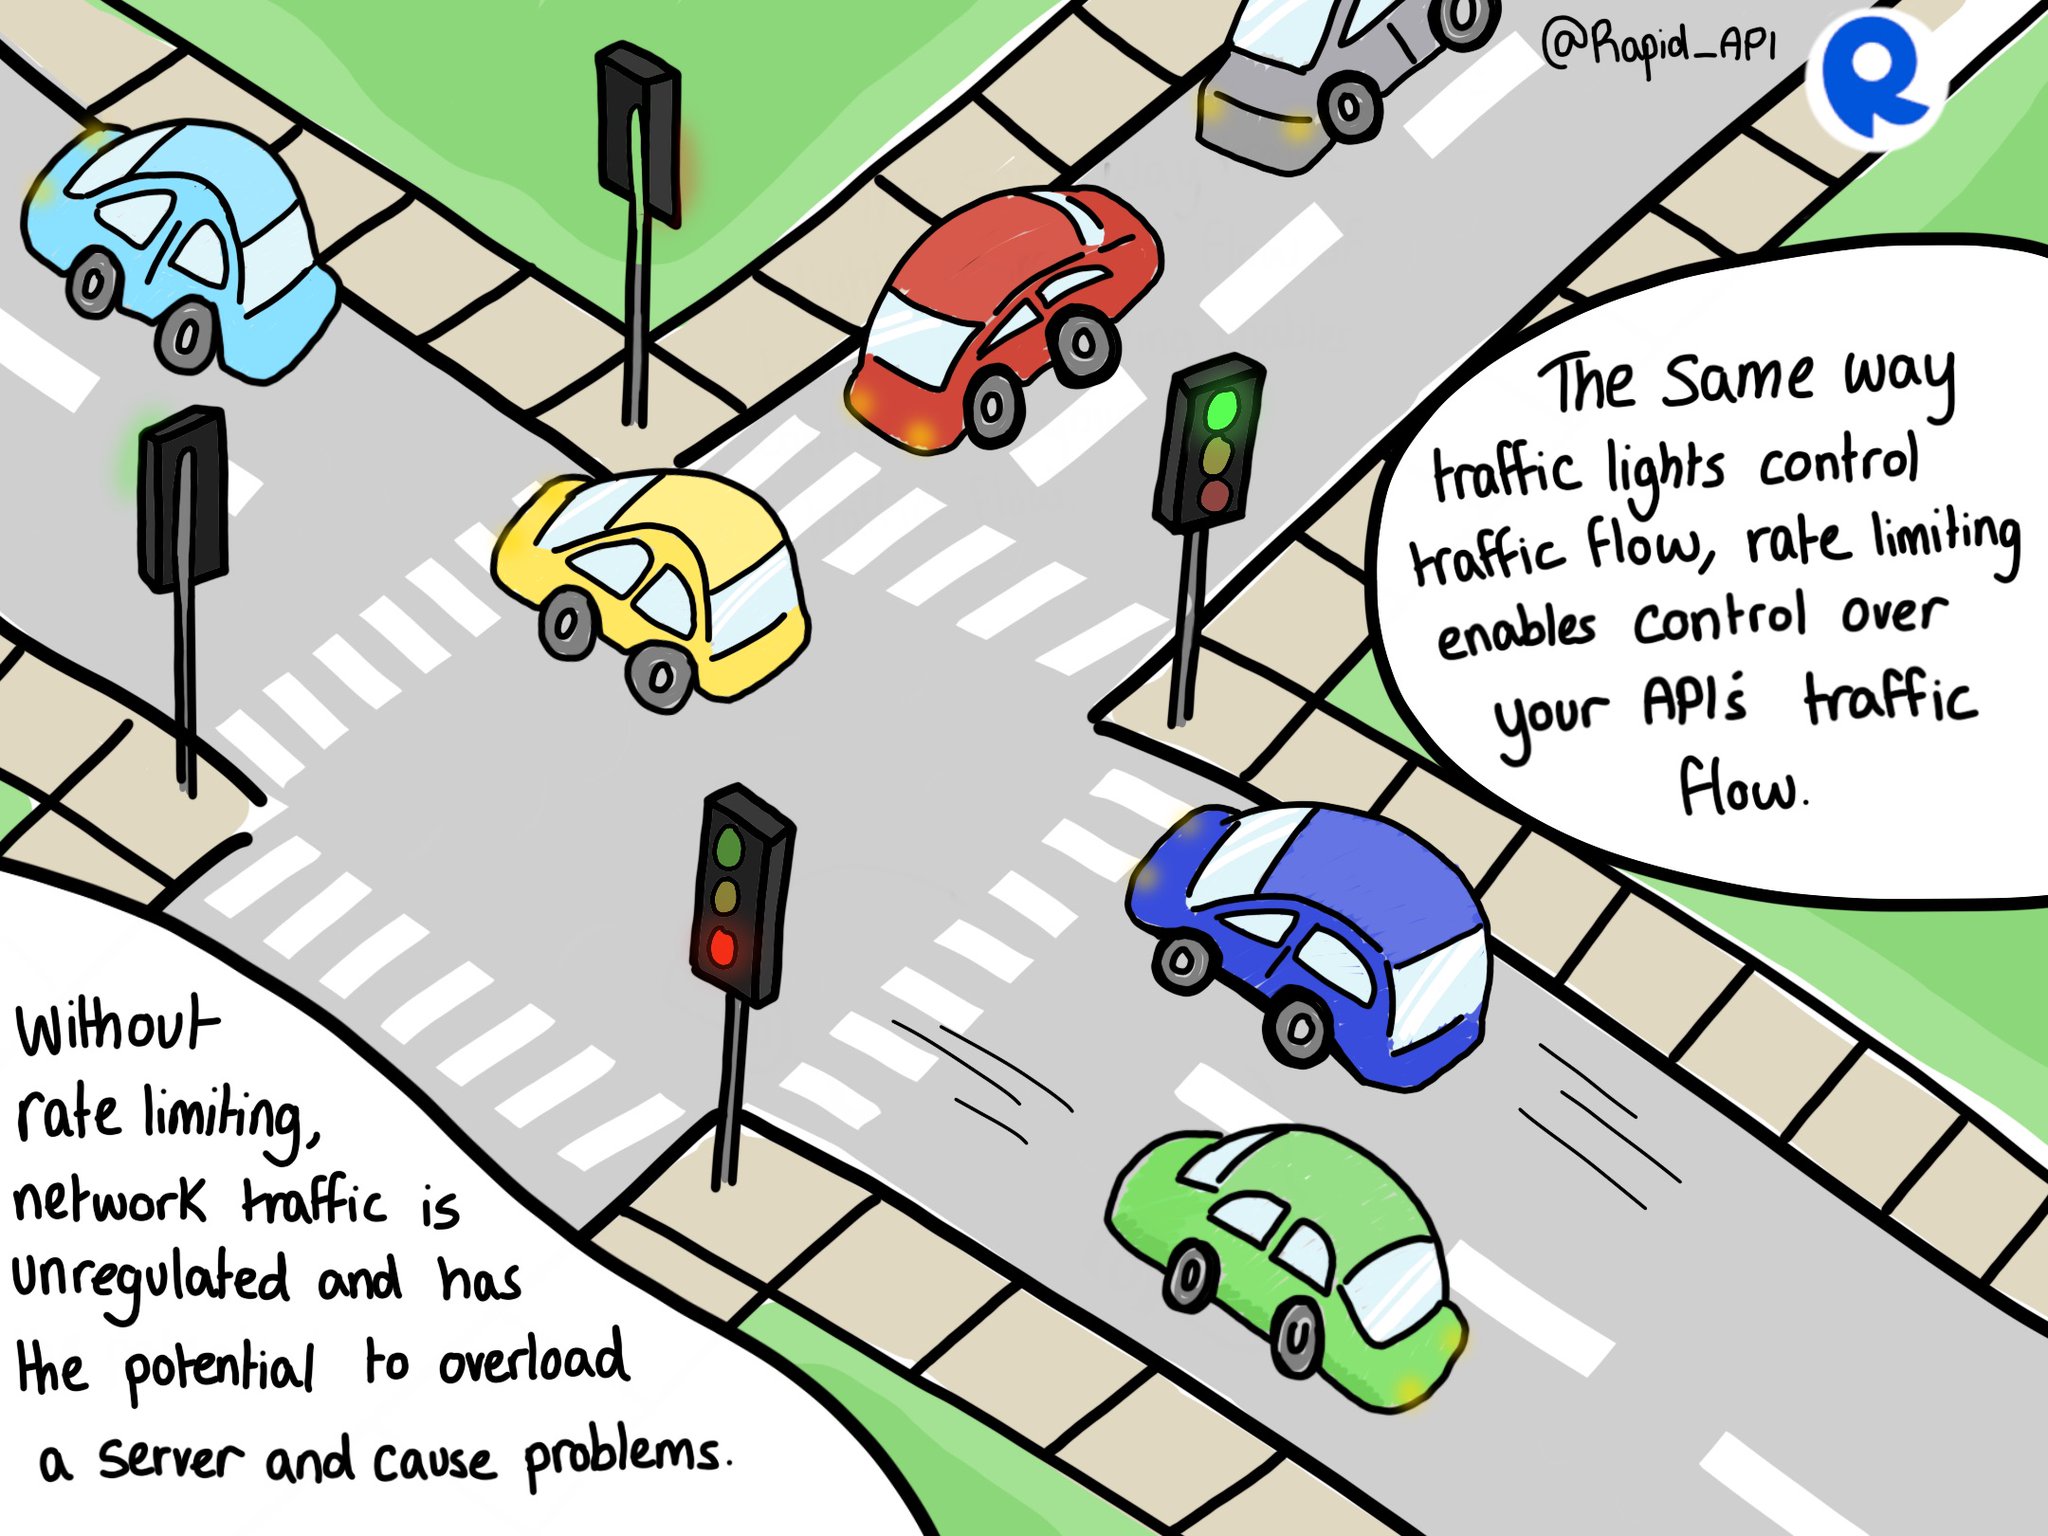 @Rapid_API
The same way
traffic lights control
traffic flow, rate limiting
enables control over
your API's traffic
flow.
Without
rate limiting,
network traffic is
unregulated and has
the potential to overload
a server and cause problems.